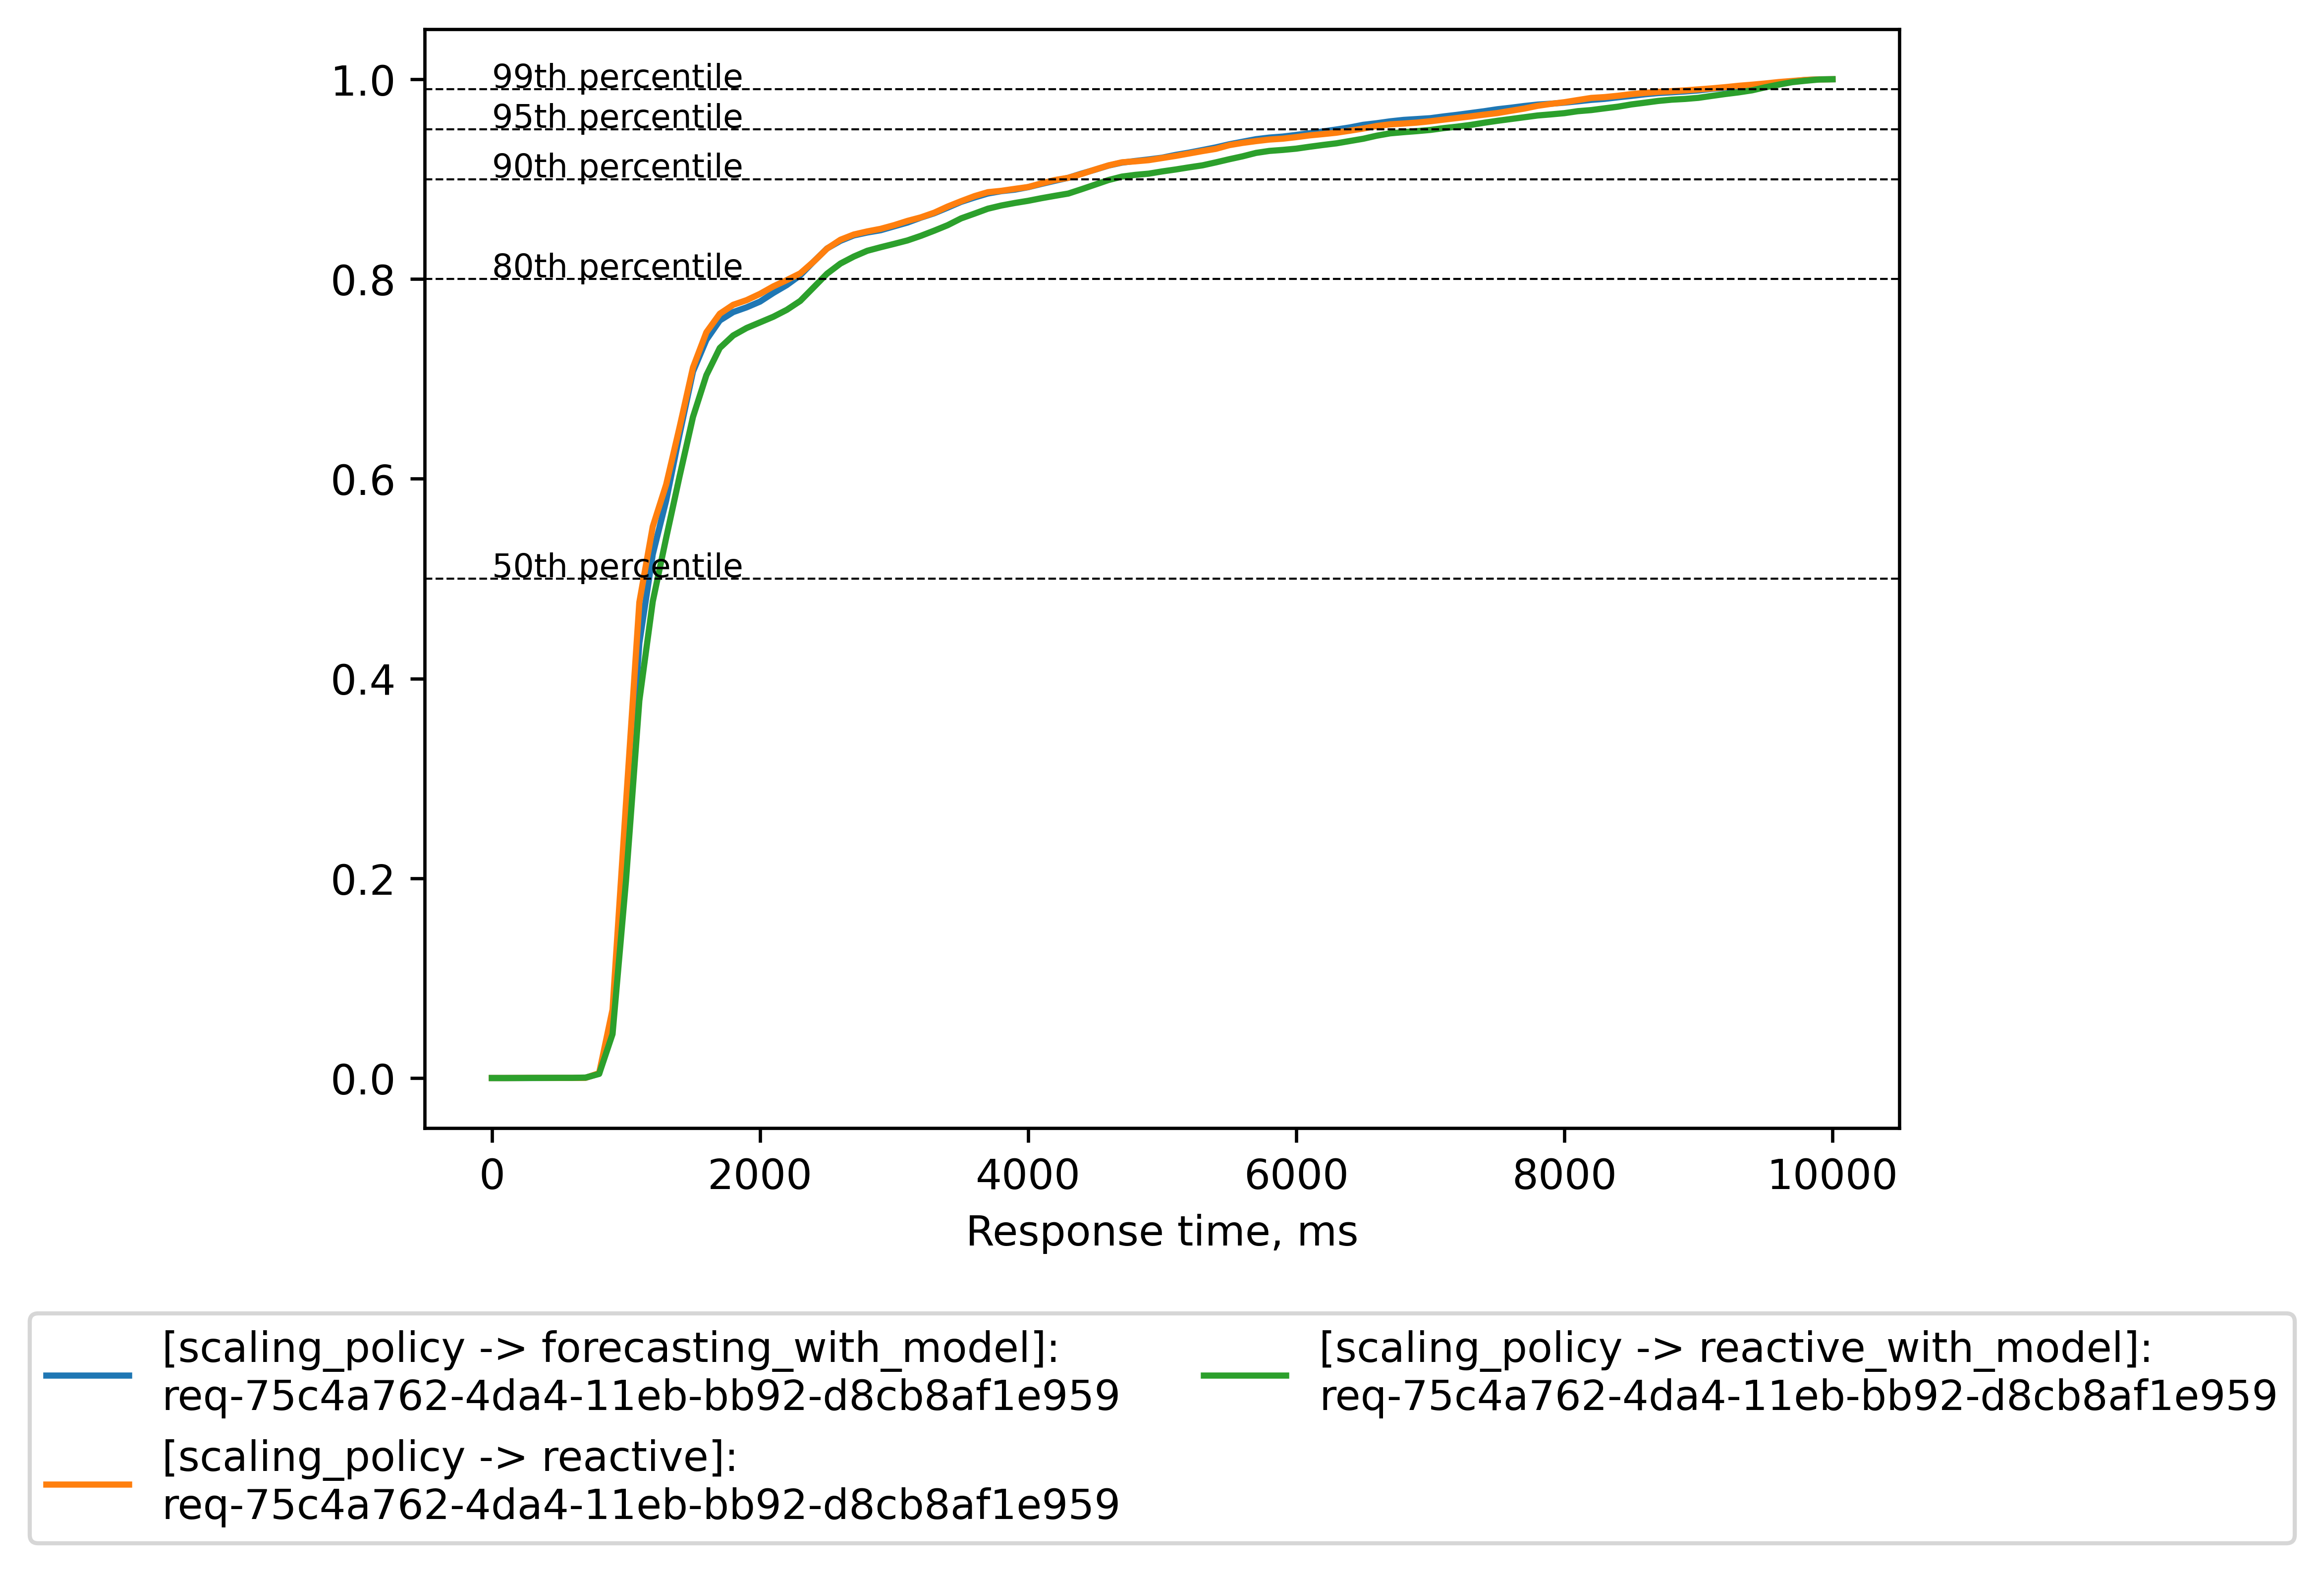 1.0
0.8
0.6
0.4
0.2
0.0
99th percentile
95th percentile
90th percentile
80th percentile
50th percentile
0 2000 4000 6000 8000 10000
Response time, ms
[scaling_policy -> forecasting_with_model]:
req-75c4a762-4da4-11eb-bb92-d8cb8af1e959
[scaling_policy -> reactive]:
req-75c4a762-4da4-11eb-bb92-d8cb8af1e959
[scaling_policy -> reactive_with_model]:
req-75c4a762-4da4-11eb-bb92-d8cb8af1e959